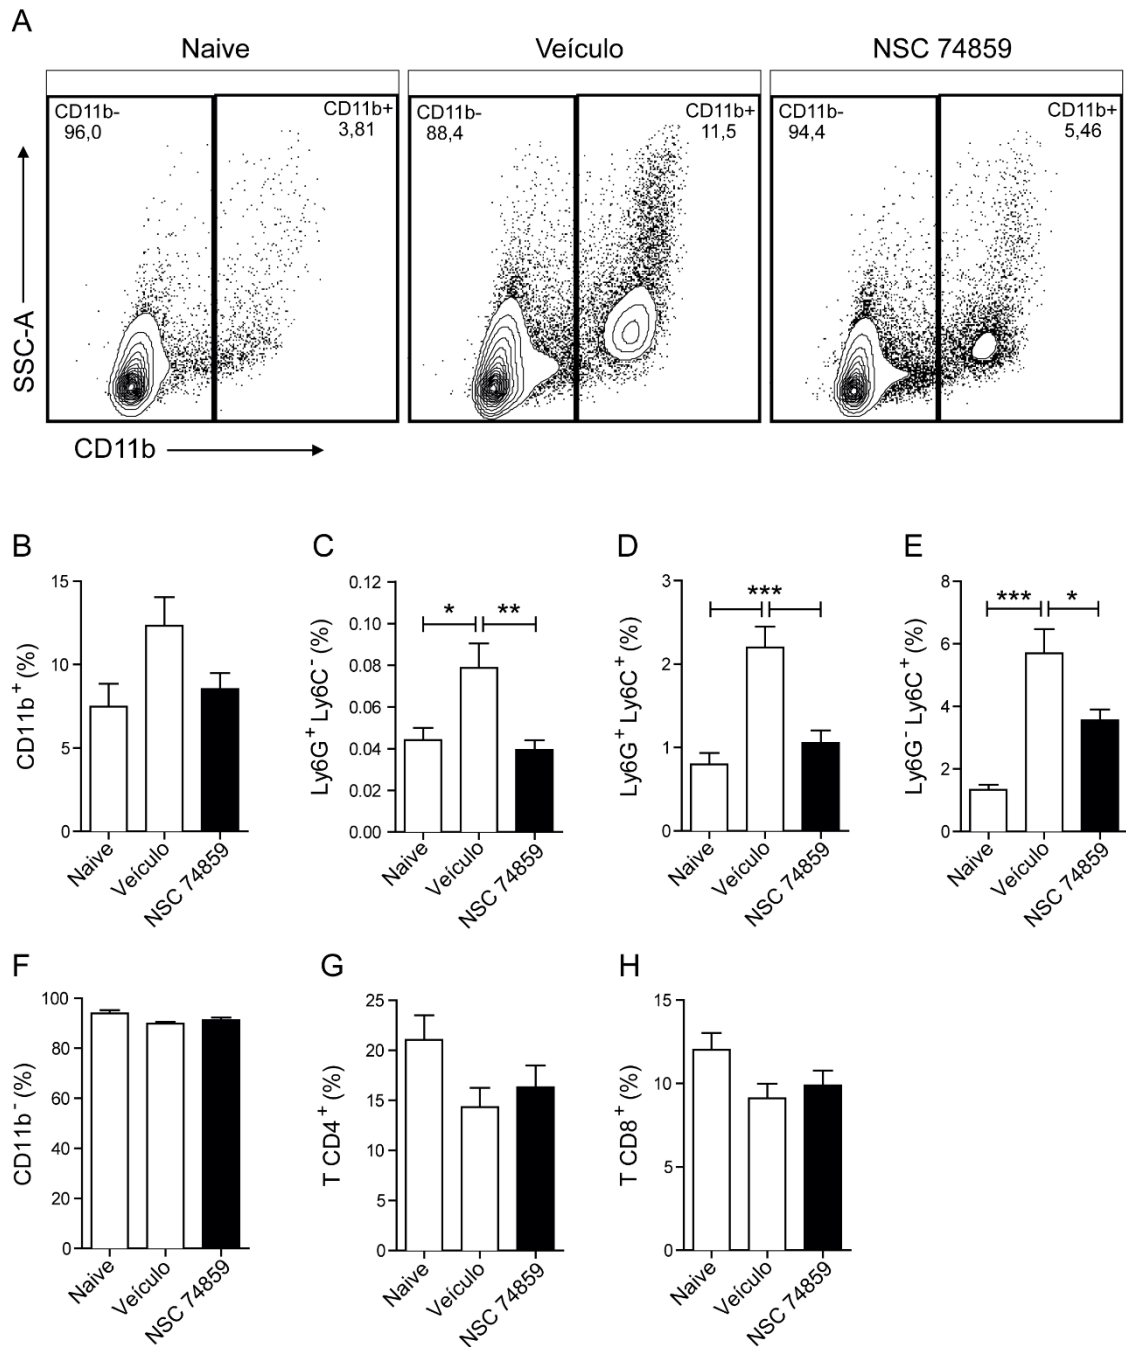 A
Naive
Veículo
NSC 74859
CD11b-
96,0
CD11b+
3,81
CD11b-
88,4
CD11b+
11,5
CD11b-
94,4
CD11b+
5,46
SSC-A
CD11b
B
CD11b⁺ (%)
15
10
5
0
Naive
Veículo
NSC 74859
C
Ly6G⁺ Ly6C⁻ (%)
0.12
0.10
0.08
0.06
0.04
0.02
0.00
*
**
Naive
Veículo
NSC 74859
D
Ly6G⁺ Ly6C⁺ (%)
3
2
1
0
***
Naive
Veículo
NSC 74859
E
Ly6G⁻ Ly6C⁺ (%)
8
6
4
2
0
***
*
Naive
Veículo
NSC 74859
F
CD11b⁻ (%)
100
80
60
40
20
0
Naive
Veículo
NSC 74859
G
T CD4⁺ (%)
25
20
15
10
5
0
Naive
Veículo
NSC 74859
H
T CD8⁺ (%)
15
10
5
0
Naive
Veículo
NSC 74859